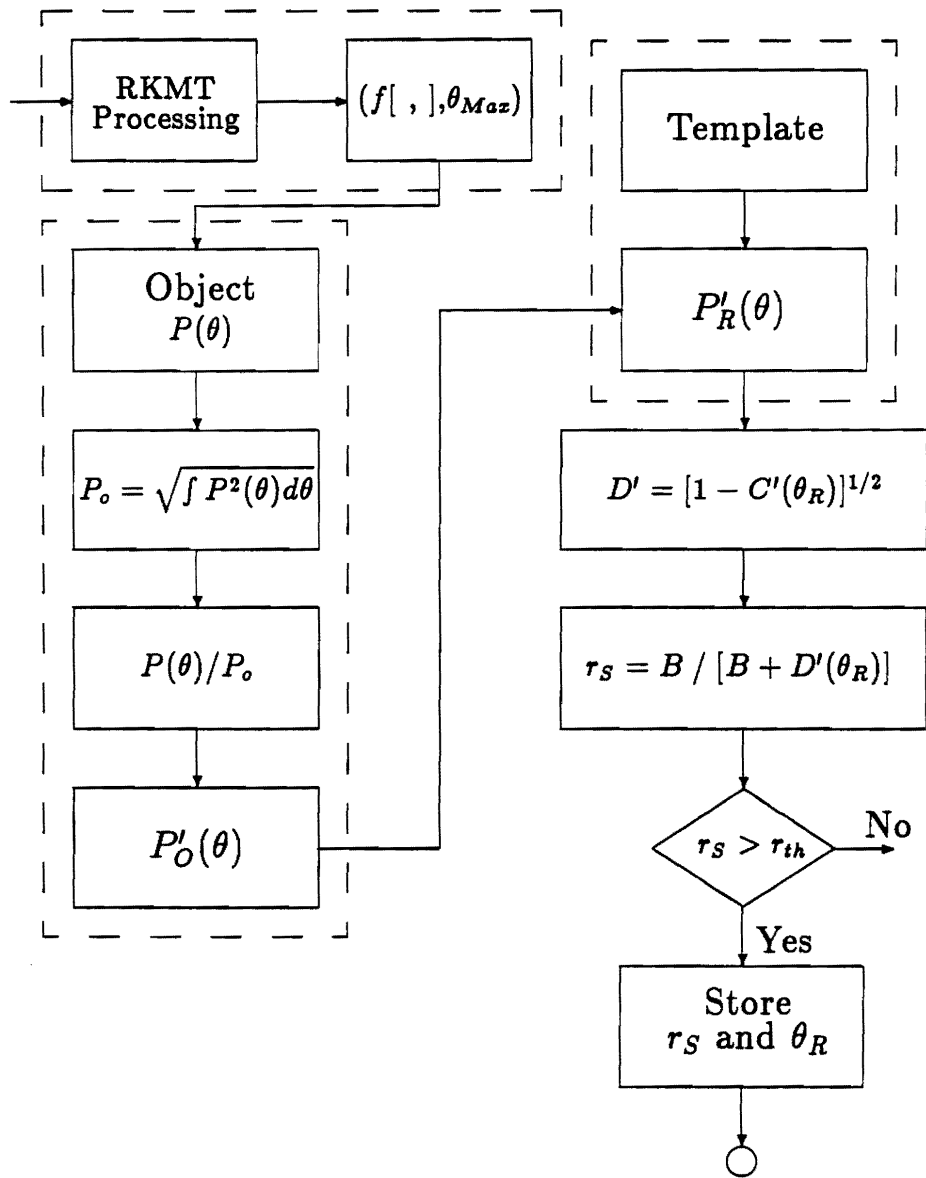 RKMT
Processing
(f[ , ],θ_Max)
Object
P(θ)
P_o = √∫ P²(θ)dθ
P(θ)/P_o
P′_O(θ)
Template
P′_R(θ)
D′ = [1 − C′(θ_R)]^1/2
r_S = B / [B + D′(θ_R)]
r_S > r_th
No
Yes
Store
r_S and θ_R